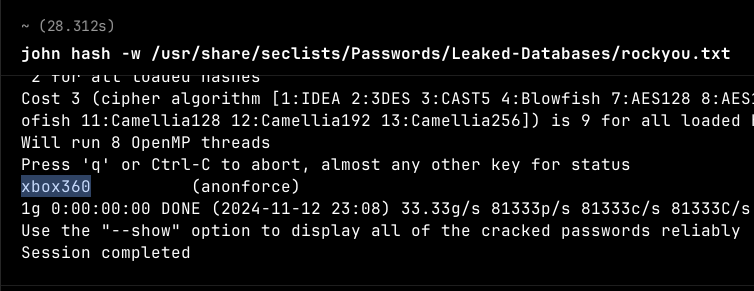 ~ (28.312s)
john hash -w /usr/share/seclists/Passwords/Leaked-Databases/rockyou.txt
2 for all loaded hashes
Cost 3 (cipher algorithm [1:IDEA 2:3DES 3:CAST5 4:Blowfish 7:AES128 8:AES1
ofish 11:Camellia128 12:Camellia192 13:Camellia256]) is 9 for all loaded h
Will run 8 OpenMP threads
Press 'q' or Ctrl-C to abort, almost any other key for status
xbox360 (anonforce)
1g 0:00:00:00 DONE (2024-11-12 23:08) 33.33g/s 81333p/s 81333c/s 81333C/s
Use the "--show" option to display all of the cracked passwords reliably
Session completed